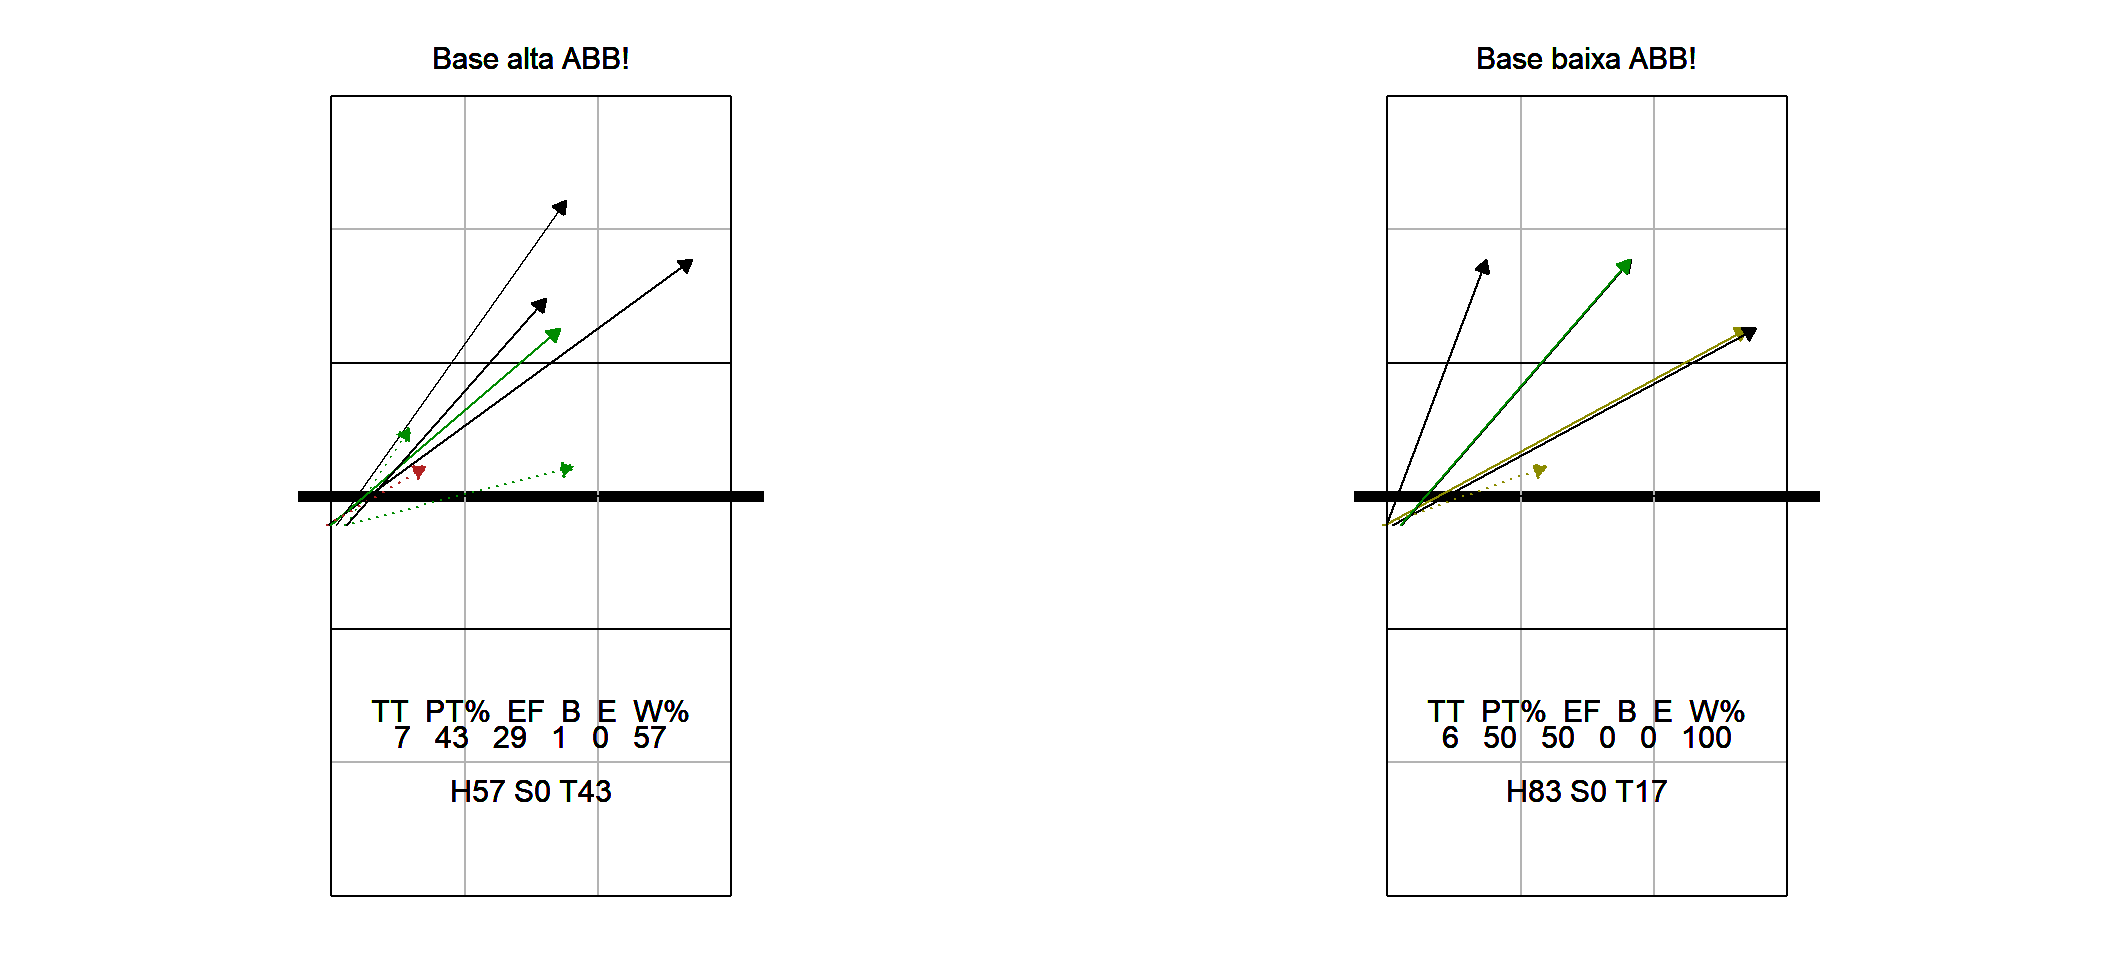 Base alta ABB!
TT PT% EF B E W%
7 43 29 1 0 57
H57 S0 T43
Base baixa ABB!
TT PT% EF B E W%
6 50 50 0 0 100
H83 S0 T17